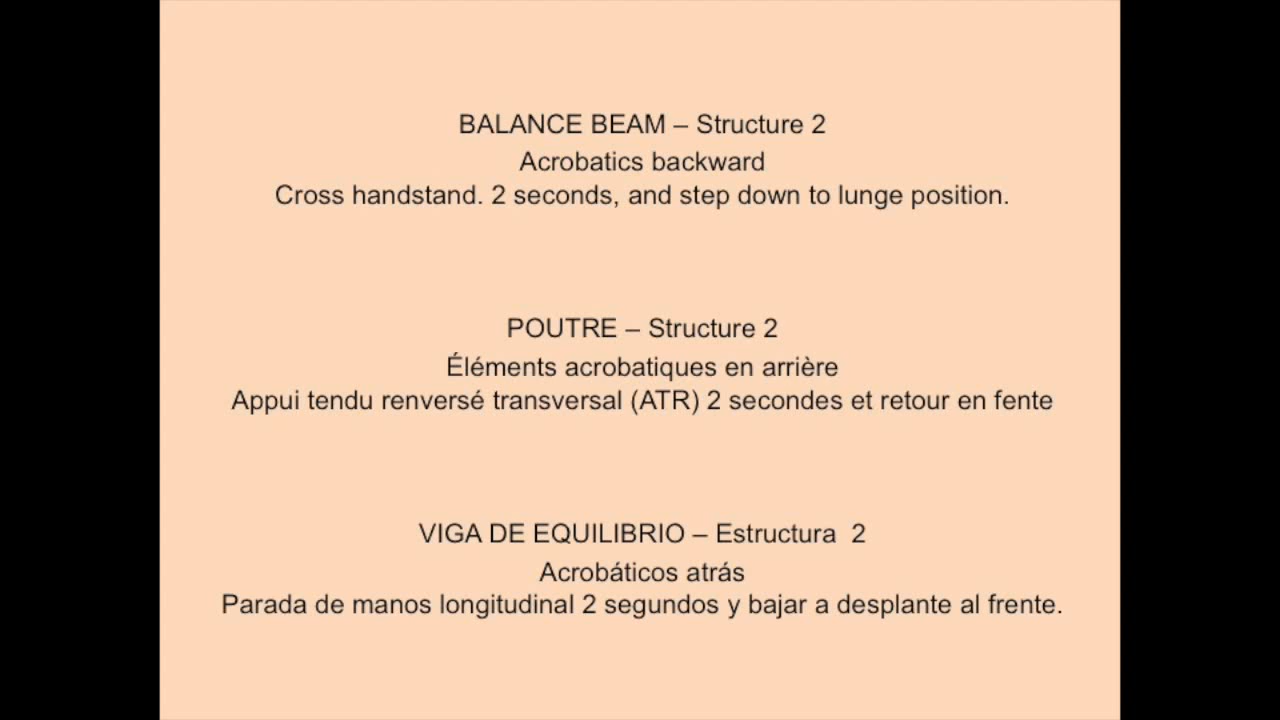 BALANCE BEAM – Structure 2
Acrobatics backward
Cross handstand. 2 seconds, and step down to lunge position.
POUTRE – Structure 2
Éléments acrobatiques en arrière
Appui tendu renversé transversal (ATR) 2 secondes et retour en fente
VIGA DE EQUILIBRIO – Estructura  2
Acrobáticos atrás
Parada de manos longitudinal 2 segundos y bajar a desplante al frente.